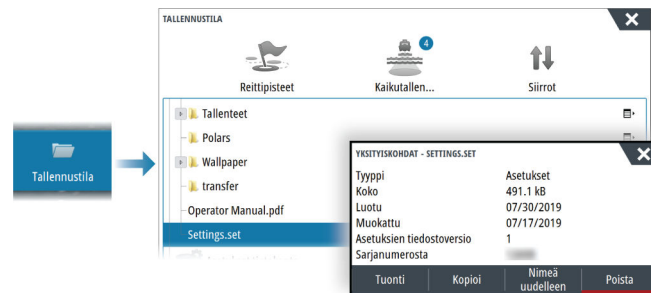 TALLENNUSTILA
4
Reittipisteet
Kaikutallen...
Siirrot
Tallenteet
Polars
Wallpaper
transfer
Operator Manual.pdf
Settings.set
Tallennustila
YKSITYISKOHDAT - SETTINGS.SET
Tyyppi Asetukset
Koko 491.1 kB
Luotu 07/30/2019
Muokattu 07/17/2019
Asetuksien tiedostoversio 1
Sarjanumerosta
Tuonti
Kopioi
Nimeä
uudelleen
Poista